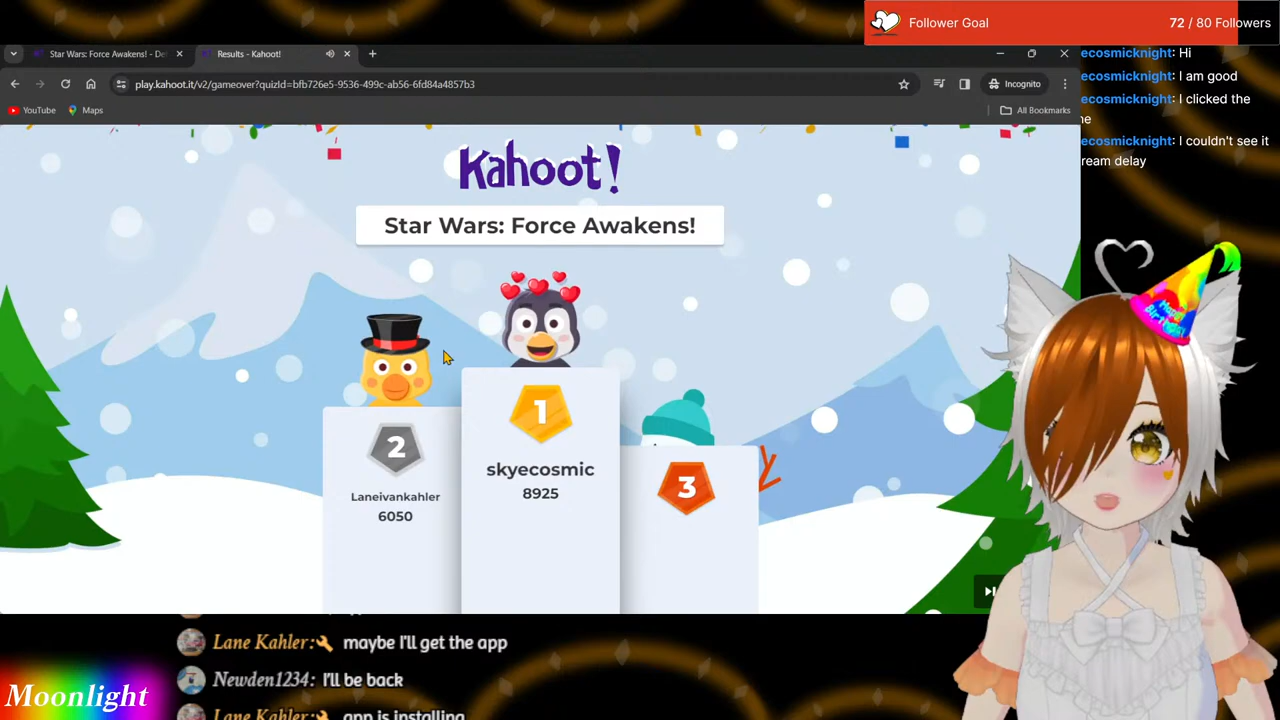 Follower Goal
72 / 80 Followers
Star Wars: Force Awakens! - De
Results - Kahoot!
play.kahoot.it/v2/gameover?quizId=bfb726e5-9536-499c-ab56-6fd84a4857b3
Incognito
YouTube
Maps
All Bookmarks
ecosmicknight: Hi
ecosmicknight: I am good
ecosmicknight: I clicked the
ne
ecosmicknight: I couldn't see it
ream delay
Kahoot!
Star Wars: Force Awakens!
1
skyecosmic
8925
2
Laneivankahler
6050
3
Lane Kahler: maybe I'll get the app
Newden1234: I'll be back
Lane Kahler: app is installing
Moonlight